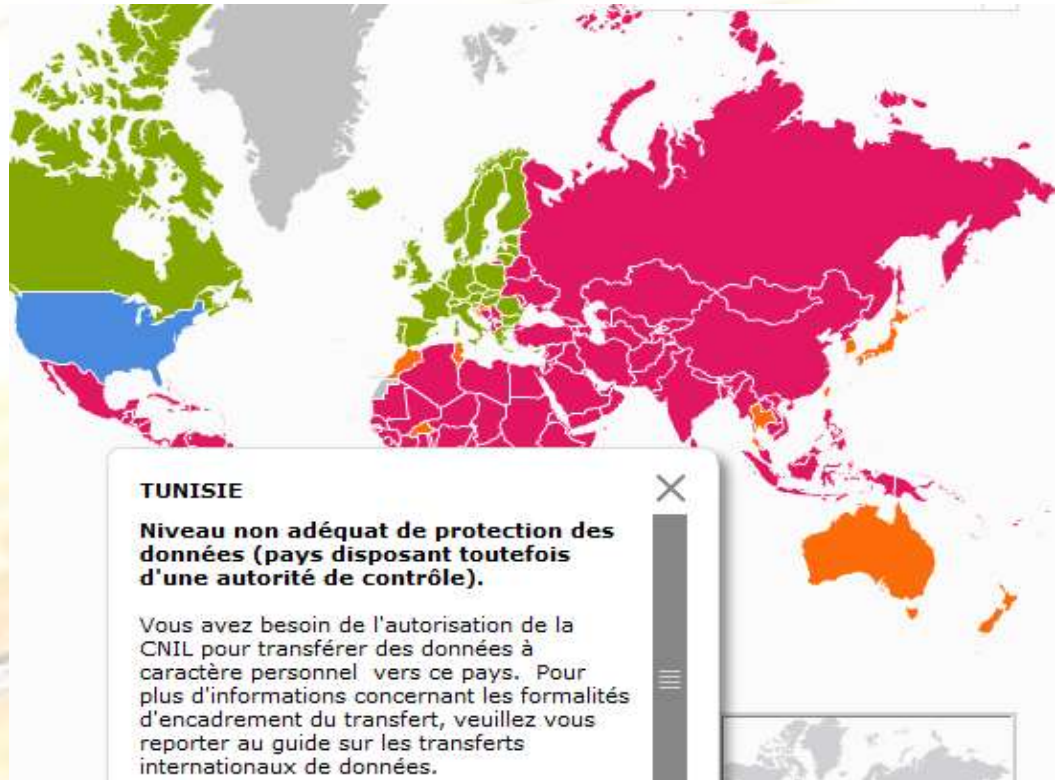 TUNISIE
Niveau non adéquat de protection des
données (pays disposant toutefois
d'une autorité de contrôle).
Vous avez besoin de l'autorisation de la
CNIL pour transférer des données à
caractère personnel  vers ce pays.  Pour
plus d'informations concernant les formalités
d'encadrement du transfert, veuillez vous
reporter au guide sur les transferts
internationaux de données.